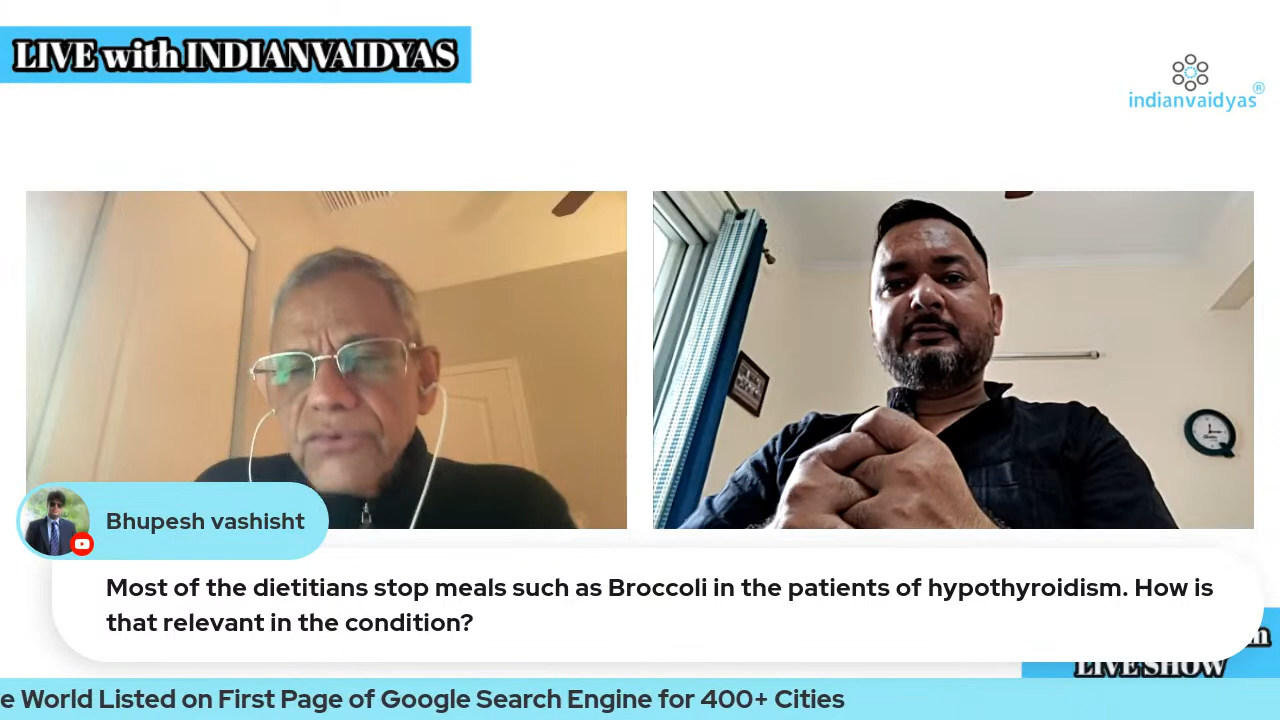 LIVE with INDIANVAIDYAS
indianvaidyas®
Bhupesh vashisht
Most of the dietitians stop meals such as Broccoli in the patients of hypothyroidism. How is
that relevant in the condition?
LIVE SHOW
e World Listed on First Page of Google Search Engine for 400+ Cities